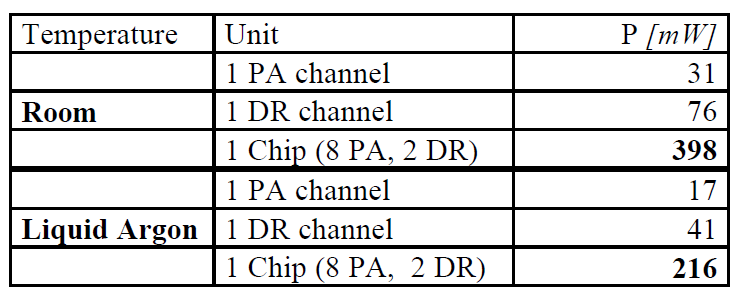 Temperature Unit P [mW]
1 PA channel 31
Room 1 DR channel 76
1 Chip (8 PA, 2 DR) 398
1 PA channel 17
Liquid Argon 1 DR channel 41
1 Chip (8 PA, 2 DR) 216